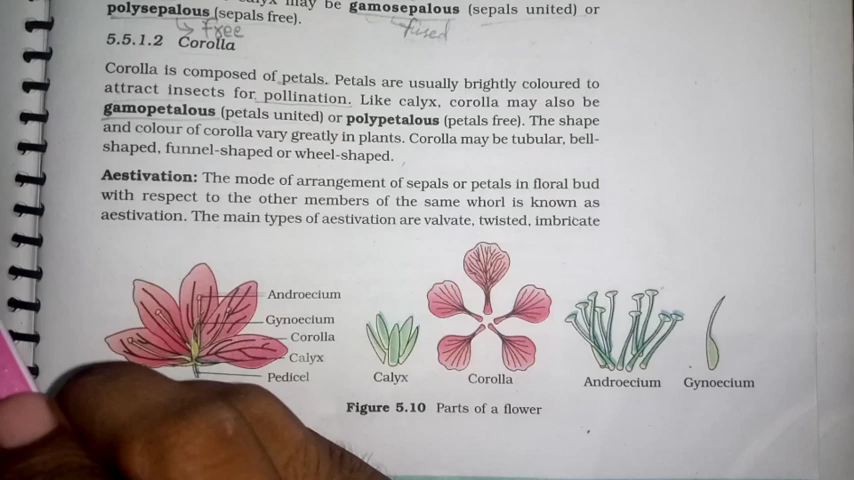 may be gamosepalous (sepals united) or
polysepalous (sepals free).
free
fused
5.5.1.2 Corolla
Corolla is composed of petals. Petals are usually brightly coloured to
attract insects for pollination. Like calyx, corolla may also be
gamopetalous (petals united) or polypetalous (petals free). The shape
and colour of corolla vary greatly in plants. Corolla may be tubular, bell-
shaped, funnel-shaped or wheel-shaped.
Aestivation: The mode of arrangement of sepals or petals in floral bud
with respect to the other members of the same whorl is known as
aestivation. The main types of aestivation are valvate, twisted, imbricate
Androecium
Gynoecium
Corolla
Calyx
Pedicel
Calyx
Corolla
Androecium
Gynoecium
Figure 5.10 Parts of a flower